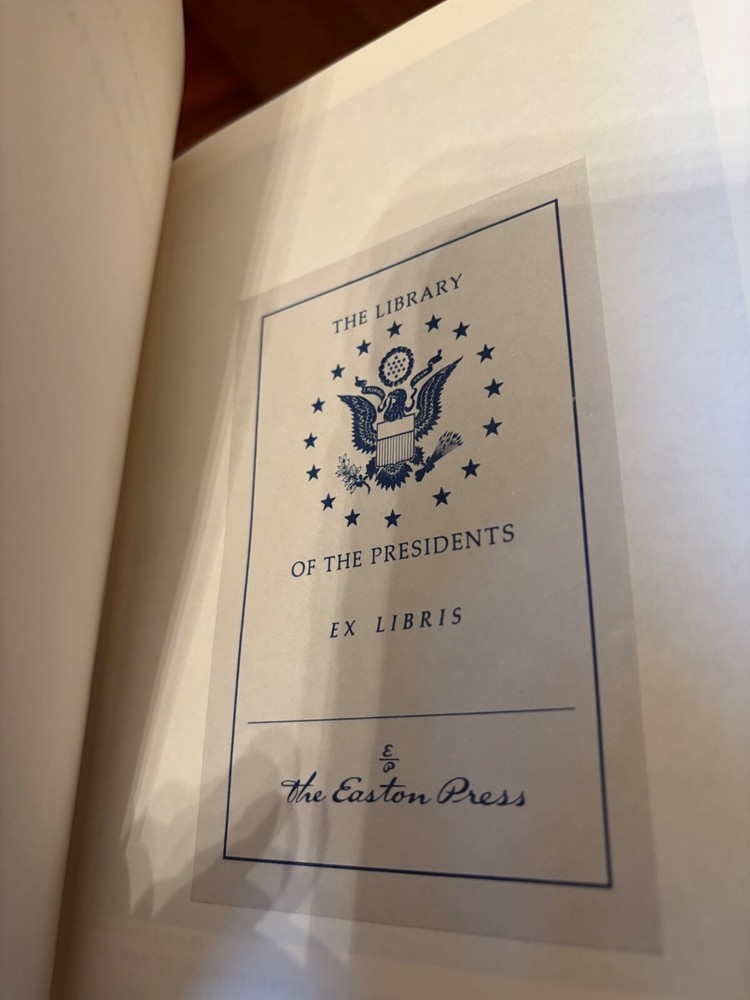 THE LIBRARY
OF THE PRESIDENTS
EX LIBRIS
E
P
the Easton Press